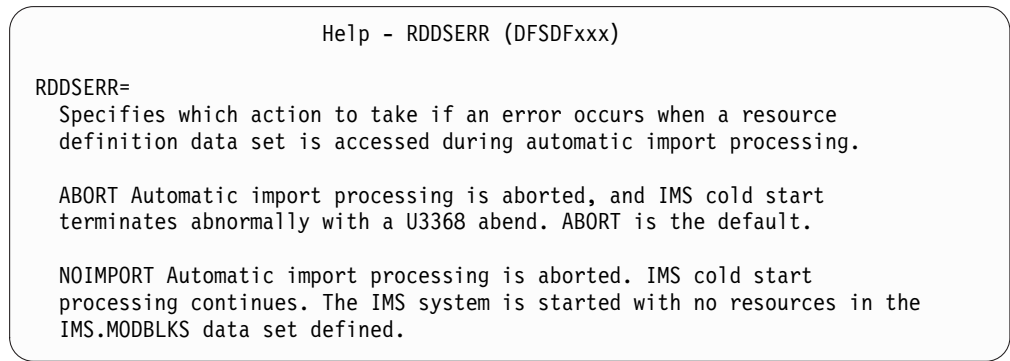 Help - RDDSERR (DFSDFxxx)
RDDSERR=
Specifies which action to take if an error occurs when a resource
definition data set is accessed during automatic import processing.
ABORT Automatic import processing is aborted, and IMS cold start
terminates abnormally with a U3368 abend. ABORT is the default.
NOIMPORT Automatic import processing is aborted. IMS cold start
processing continues. The IMS system is started with no resources in the
IMS.MODBLKS data set defined.